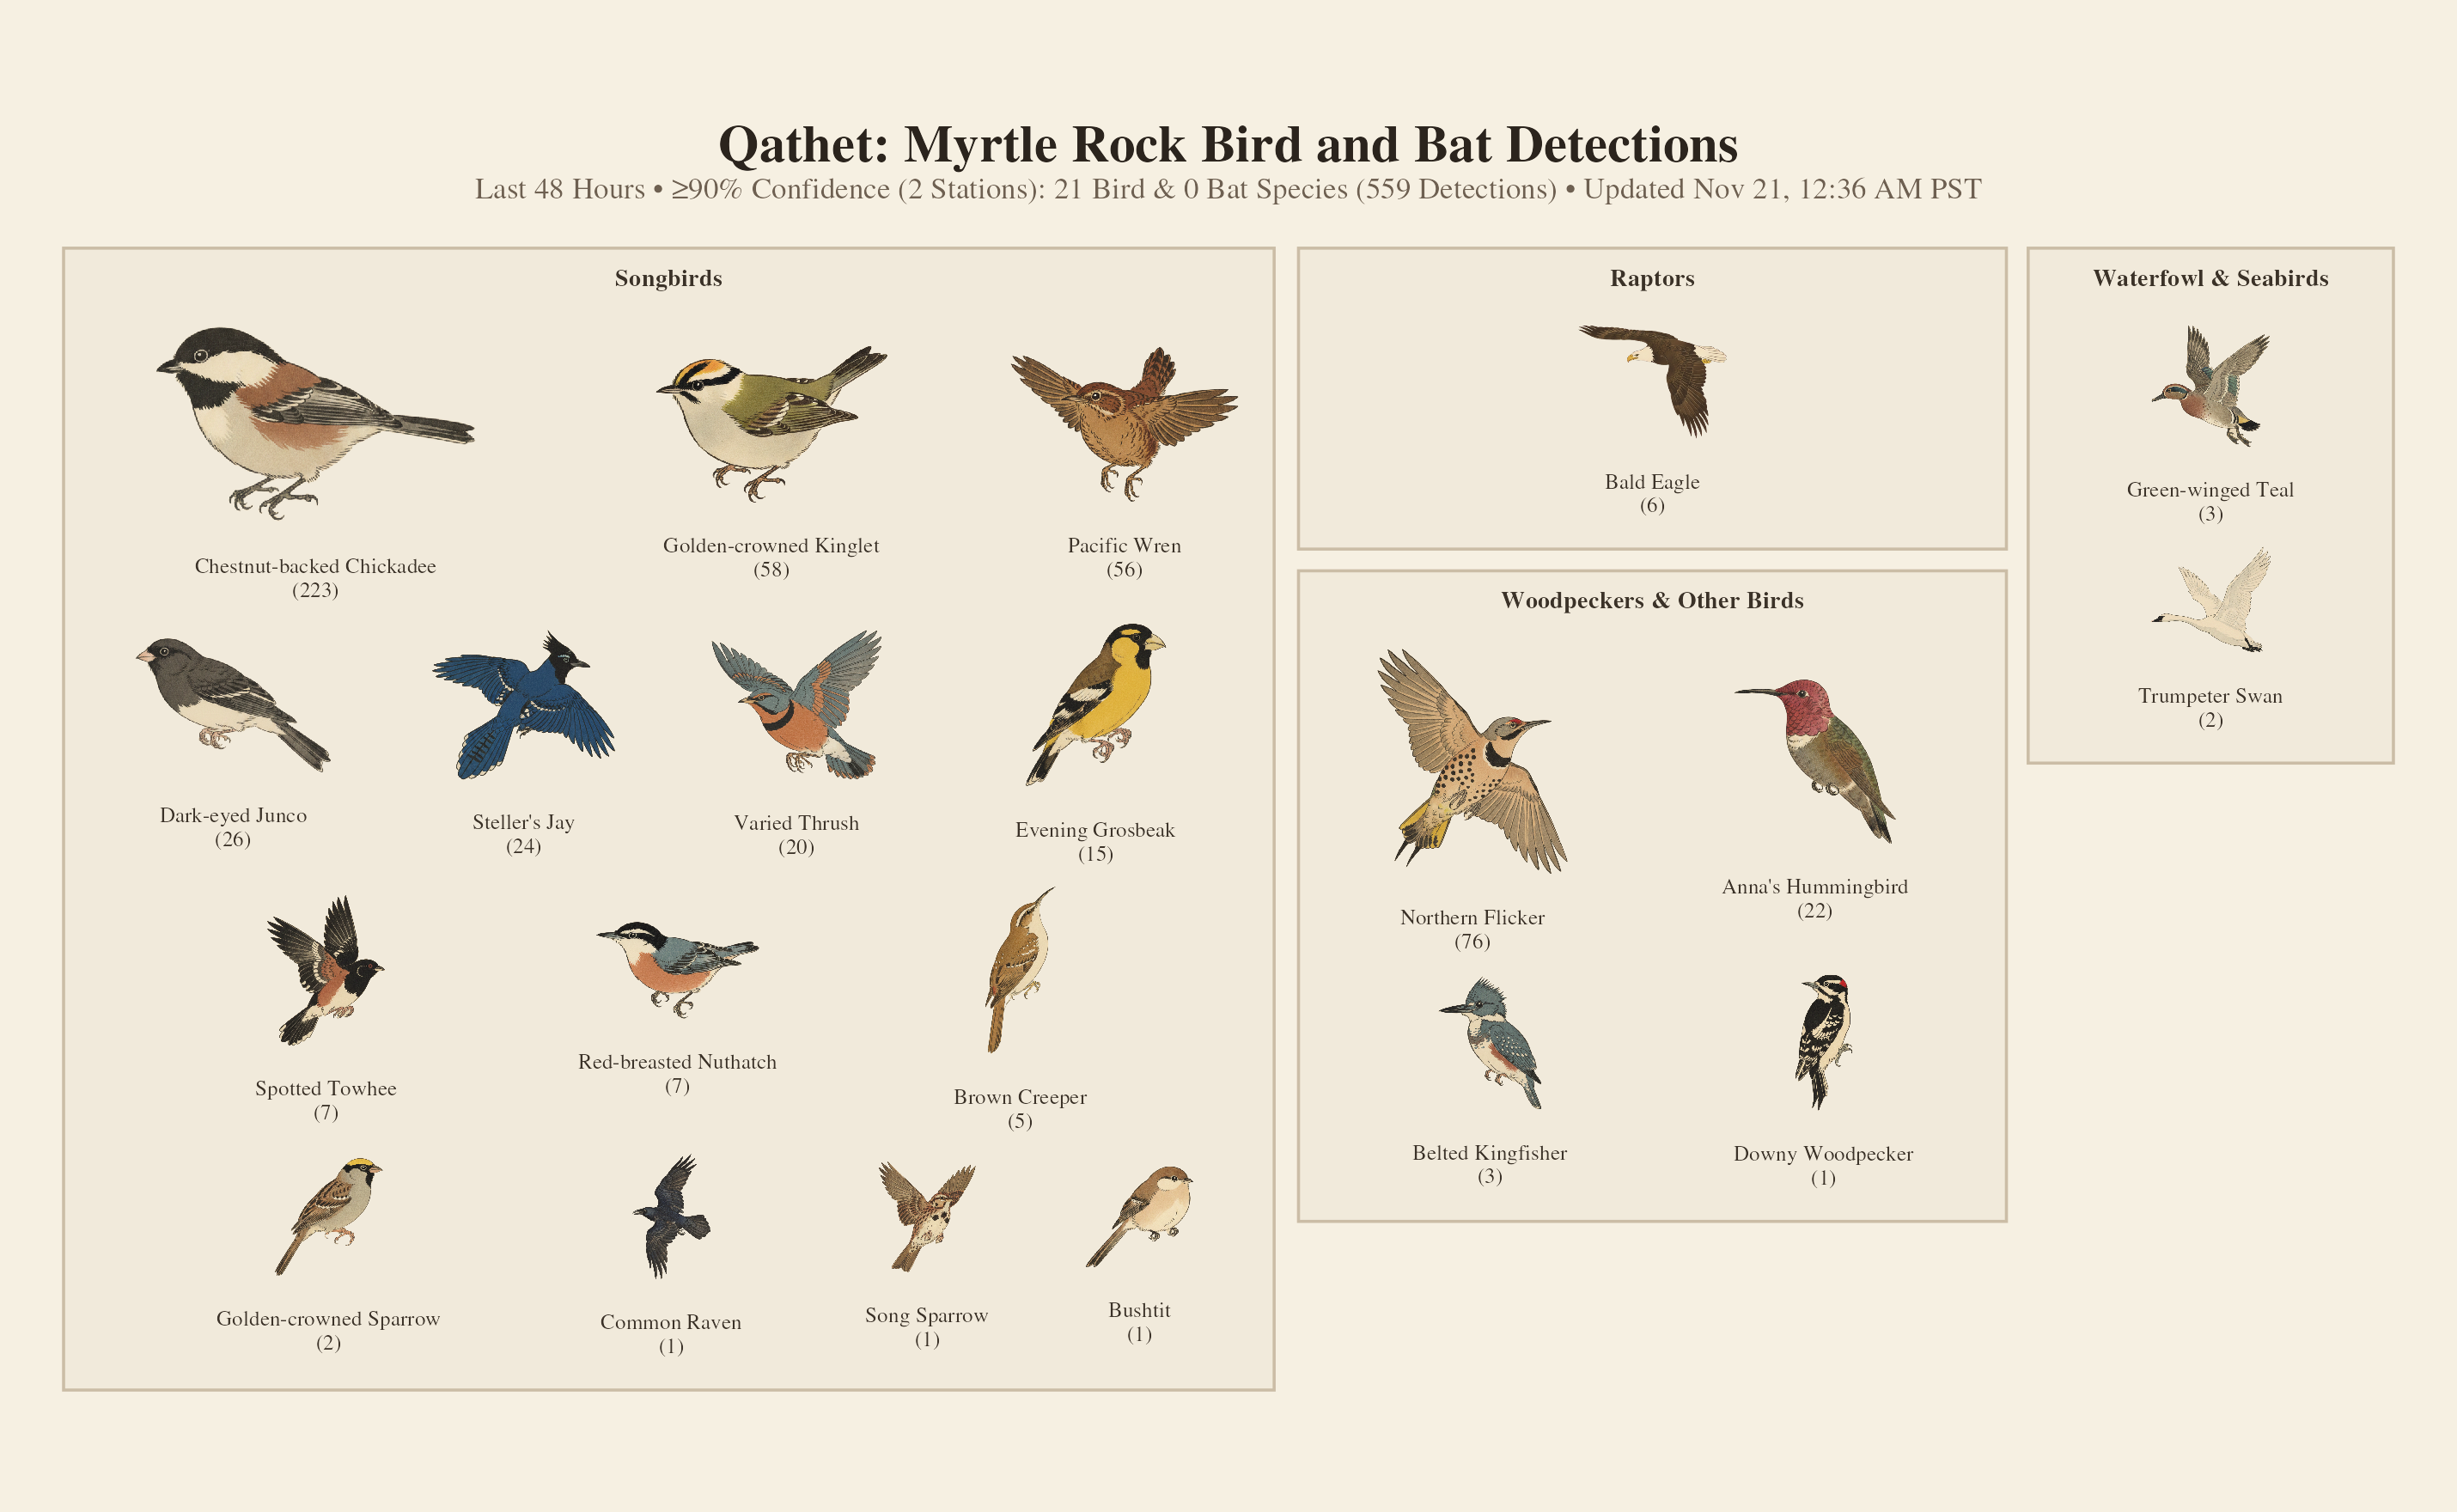 Qathet: Myrtle Rock Bird and Bat Detections
Last 48 Hours • ≥90% Confidence (2 Stations): 21 Bird & 0 Bat Species (559 Detections) • Updated Nov 21, 12:36 AM PST
Songbirds
Chestnut-backed Chickadee
(223)
Golden-crowned Kinglet
(58)
Pacific Wren
(56)
Dark-eyed Junco
(26)
Steller's Jay
(24)
Varied Thrush
(20)
Evening Grosbeak
(15)
Spotted Towhee
(7)
Red-breasted Nuthatch
(7)
Brown Creeper
(5)
Golden-crowned Sparrow
(2)
Common Raven
(1)
Song Sparrow
(1)
Bushtit
(1)
Raptors
Bald Eagle
(6)
Woodpeckers & Other Birds
Northern Flicker
(76)
Anna's Hummingbird
(22)
Belted Kingfisher
(3)
Downy Woodpecker
(1)
Waterfowl & Seabirds
Green-winged Teal
(3)
Trumpeter Swan
(2)